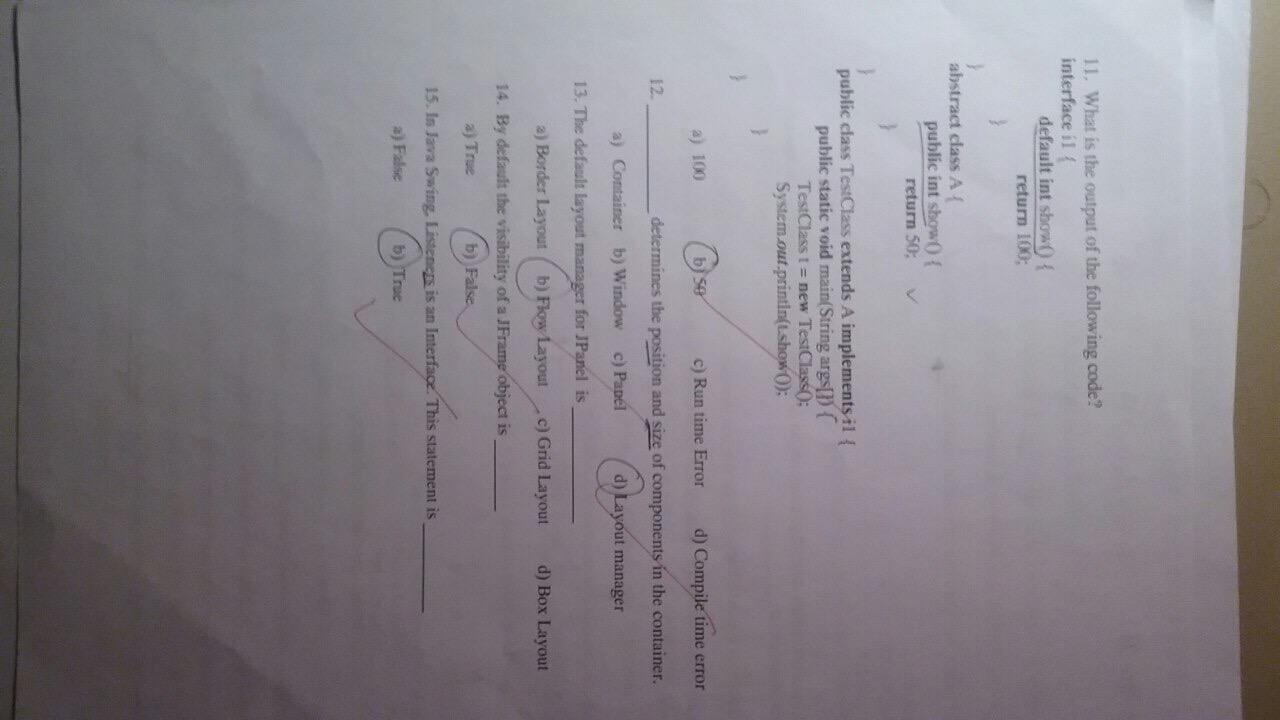 11. What is the output of the following code?
interface i1 {
default int show() {
return 100;
}
}
abstract class A {
public int show() {
return 50;
}
}
public class TestClass extends A implements i1 {
public static void main(String args[]) {
TestClass t = new TestClass();
System.out.println(t.show());
}
}
a) 100 b) 50 c) Run time Error d) Compile time error
12. __________ determines the position and size of components in the container.
a) Container b) Window c) Panel d) Layout manager
13. The default layout manager for JPanel is __________
a) Border Layout b) Flow Layout c) Grid Layout d) Box Layout
14. By default the visibility of a JFrame object is ______
a) True b) False
15. In Java Swing, Listeners is an Interface. This statement is ________
a) False b) True